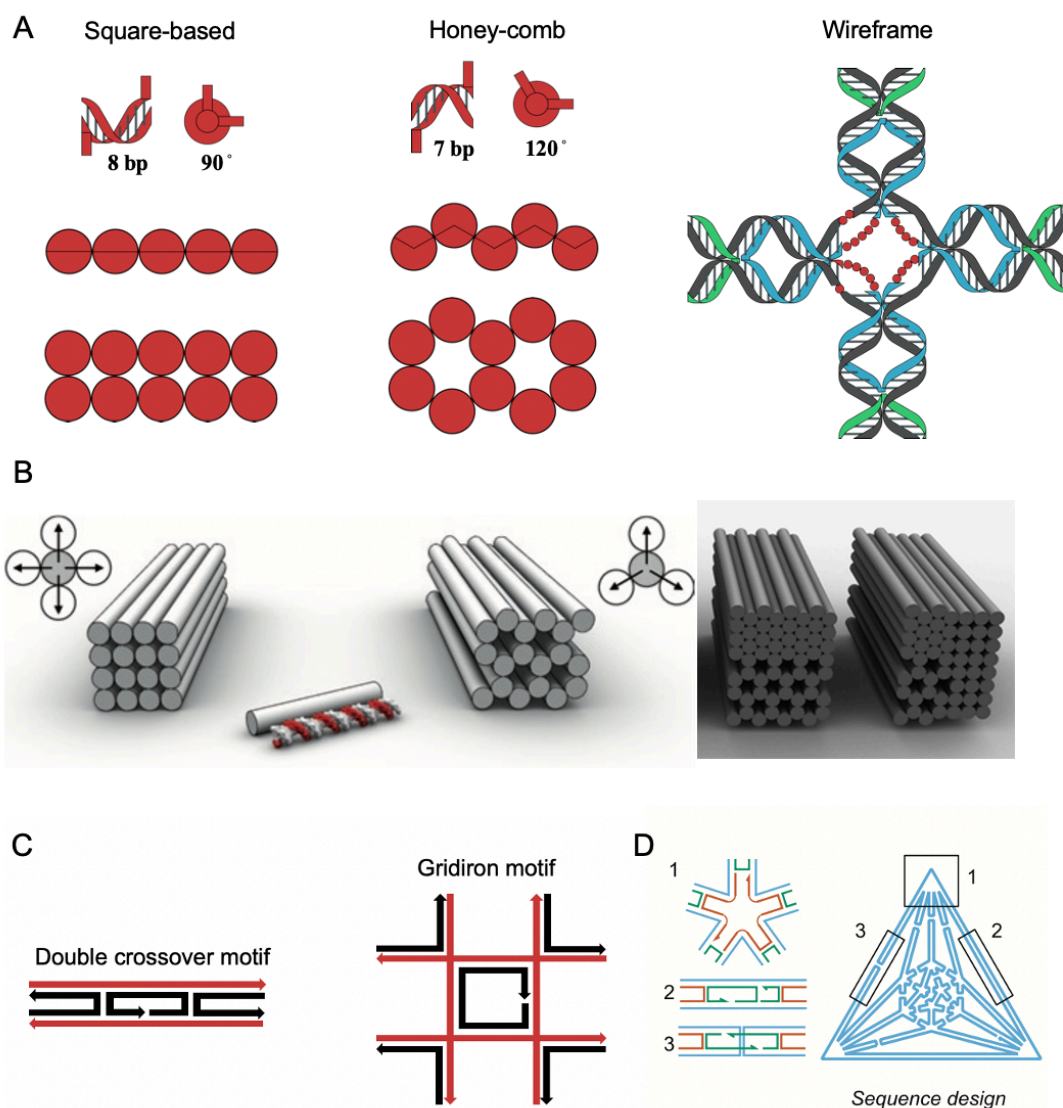 A
Square-based
Honey-comb
Wireframe
8 bp
90°
7 bp
120°
B
C
Double crossover motif
Gridiron motif
D
1
2
3
1
3
2
Sequence design